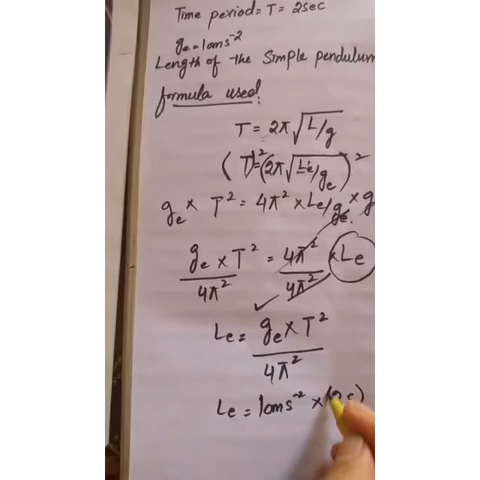 Time period = T = 2sec
ge = 10ms⁻²
Length of the Simple pendulum
formula used:
T = 2π √L/g
(T)² = (2π √Le/ge)²
ge × T² = 4π² × Le/ge × g
ge × T² / 4π² = 4π² / 4π² × Le
Le = ge × T² / 4π²
Le = 10ms⁻² × (